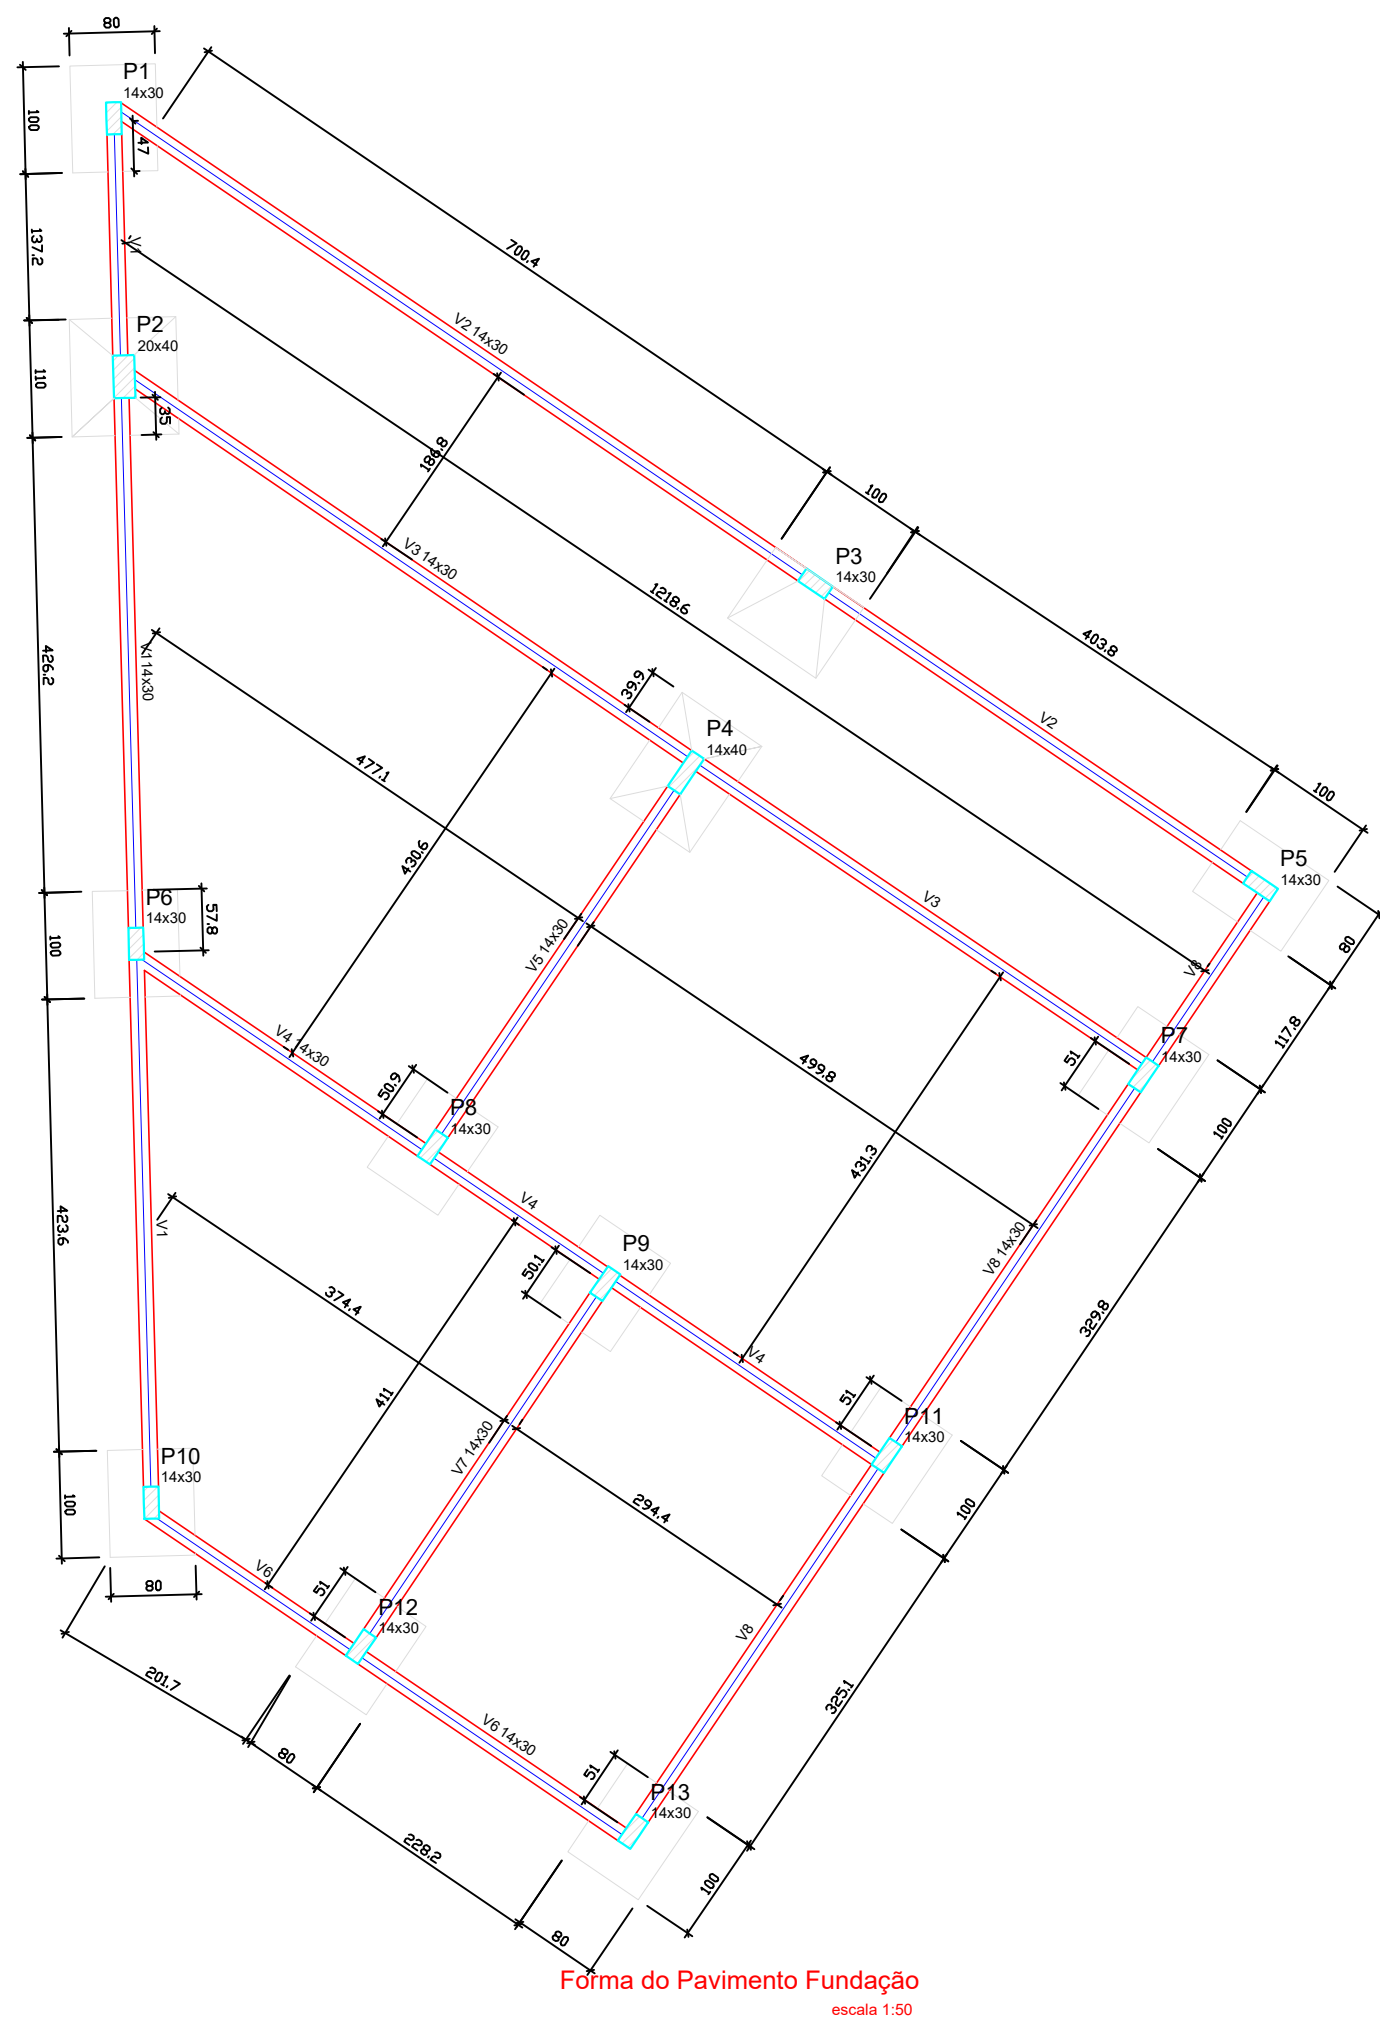 80
P1
14x30
100
47
137.2
V1
700.4
V2 14x30
P2
20x40
110
35
186.8
V3 14x30
100
P3
14x30
1218.6
403.8
426.2
V1 14x30
39.9
P4
14x40
V2
477.1
100
430.6
P5
14x30
V3
P6
14x30
57.8
100
V5 14x30
80
V8
117.8
V4 14x30
P7
14x30
51
499.8
50.9
P8
14x30
100
431.3
423.6
V1
V4
P9
14x30
50.1
V8 14x30
374.4
329.8
V4
411
51
P11
14x30
V7 14x30
P10
14x30
100
294.4
100
V6
80
51
P12
14x30
V8
201.7
325.1
V6 14x30
80
51
P13
14x30
228.2
100
80
Forma do Pavimento Fundação
escala 1:50